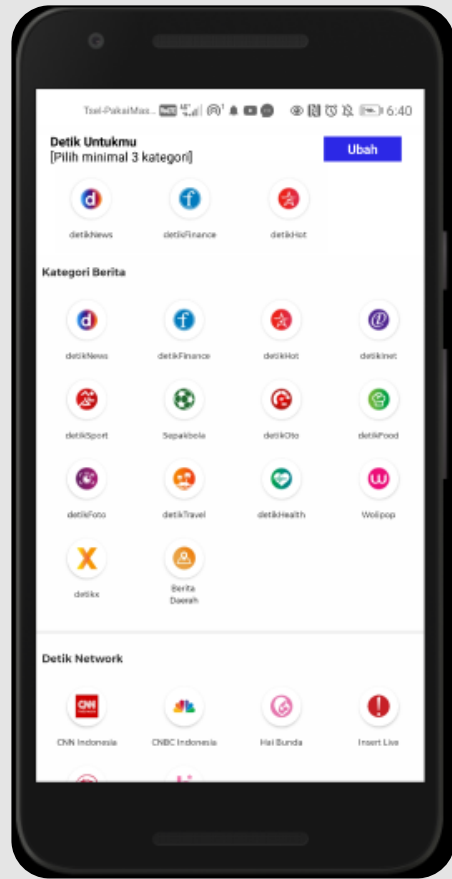 Tsel-PakaiMas...
6:40
Detik Untukmu
[Pilih minimal 3 kategori]
Ubah
detikNews
detikFinance
detikHot
Kategori Berita
detikNews
detikFinance
detikHot
detikInet
detikSport
Sepakbola
detikOto
detikFood
detikFoto
detikTravel
detikHealth
Wolipop
detikx
Berita
Daerah
Detik Network
CNN
CNN Indonesia
CNBC Indonesia
Hai Bunda
Insert Live